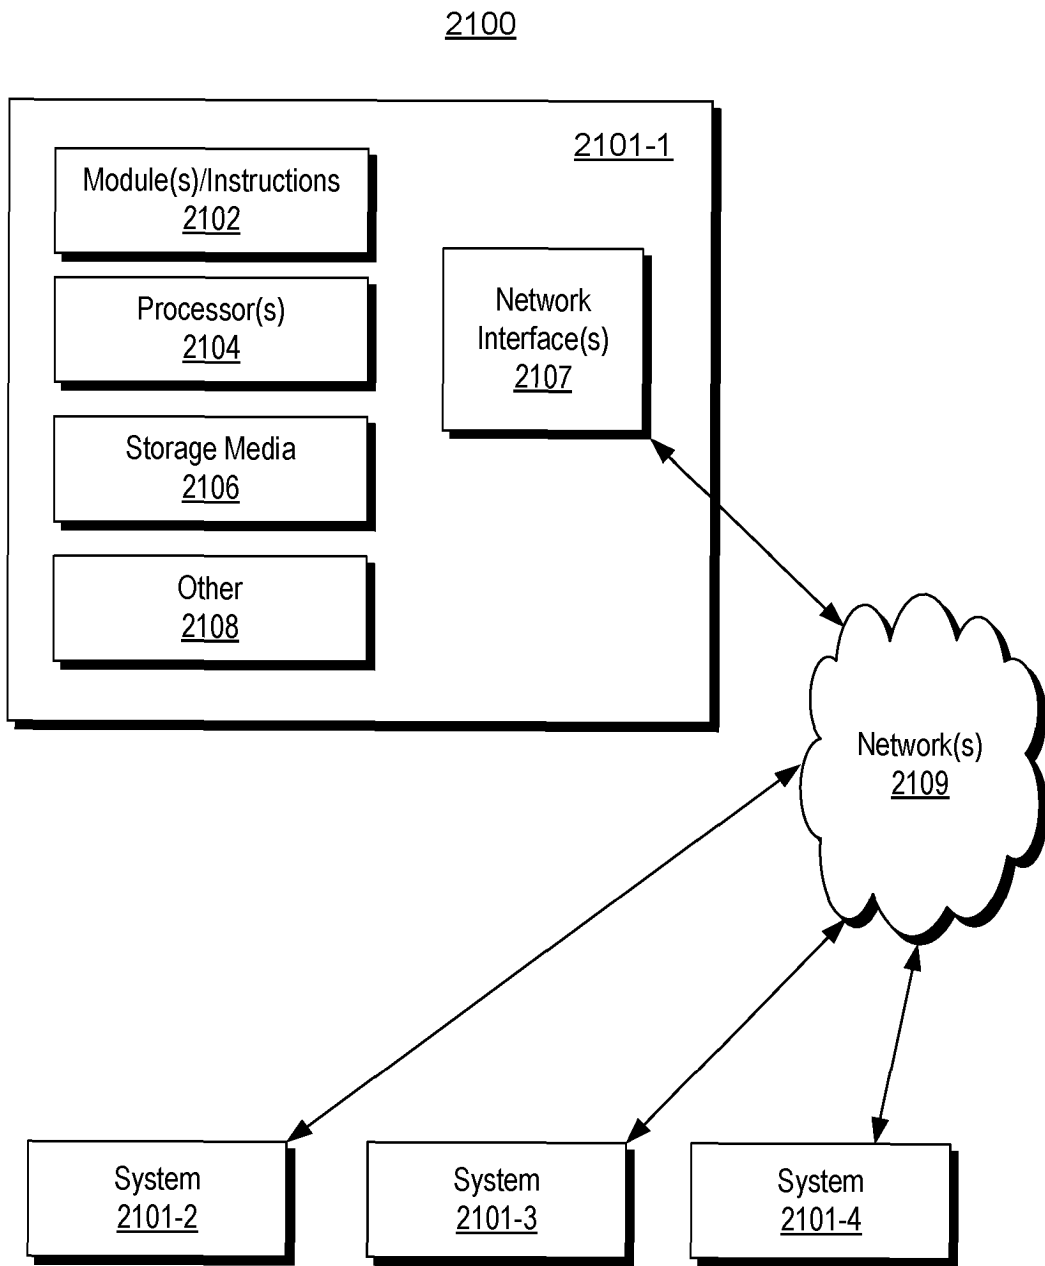 2100
2101-1
Module(s)/Instructions
2102
Processor(s)
2104
Storage Media
2106
Other
2108
Network
Interface(s)
2107
Network(s)
2109
System
2101-2
System
2101-3
System
2101-4